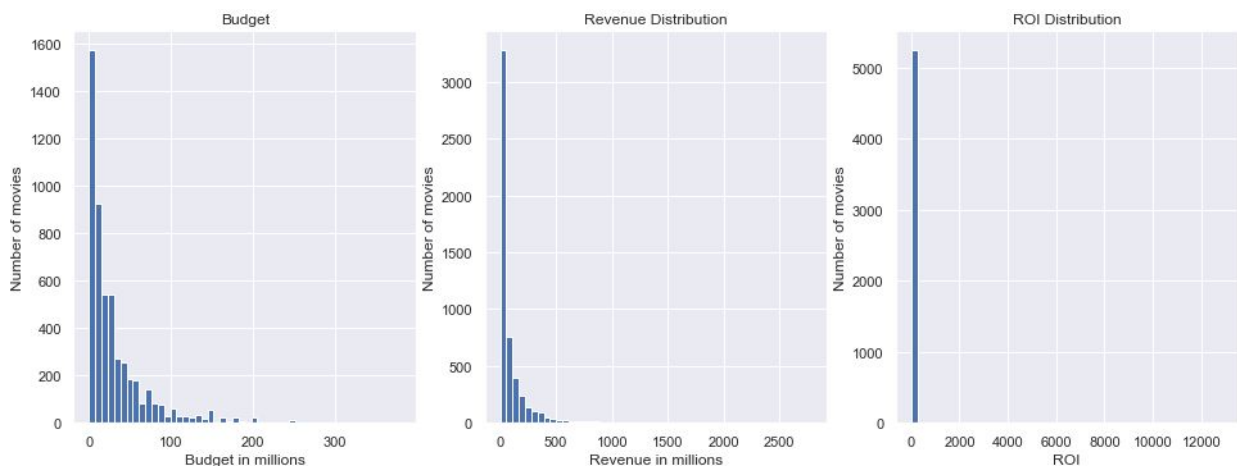 Budget
Number of movies
1600
1400
1200
1000
800
600
400
200
0
0 100 200 300
Budget in millions
Revenue Distribution
Number of movies
3000
2500
2000
1500
1000
500
0
0 500 1000 1500 2000 2500
Revenue in millions
ROI Distribution
Number of movies
5000
4000
3000
2000
1000
0
0 2000 4000 6000 8000 10000 12000
ROI